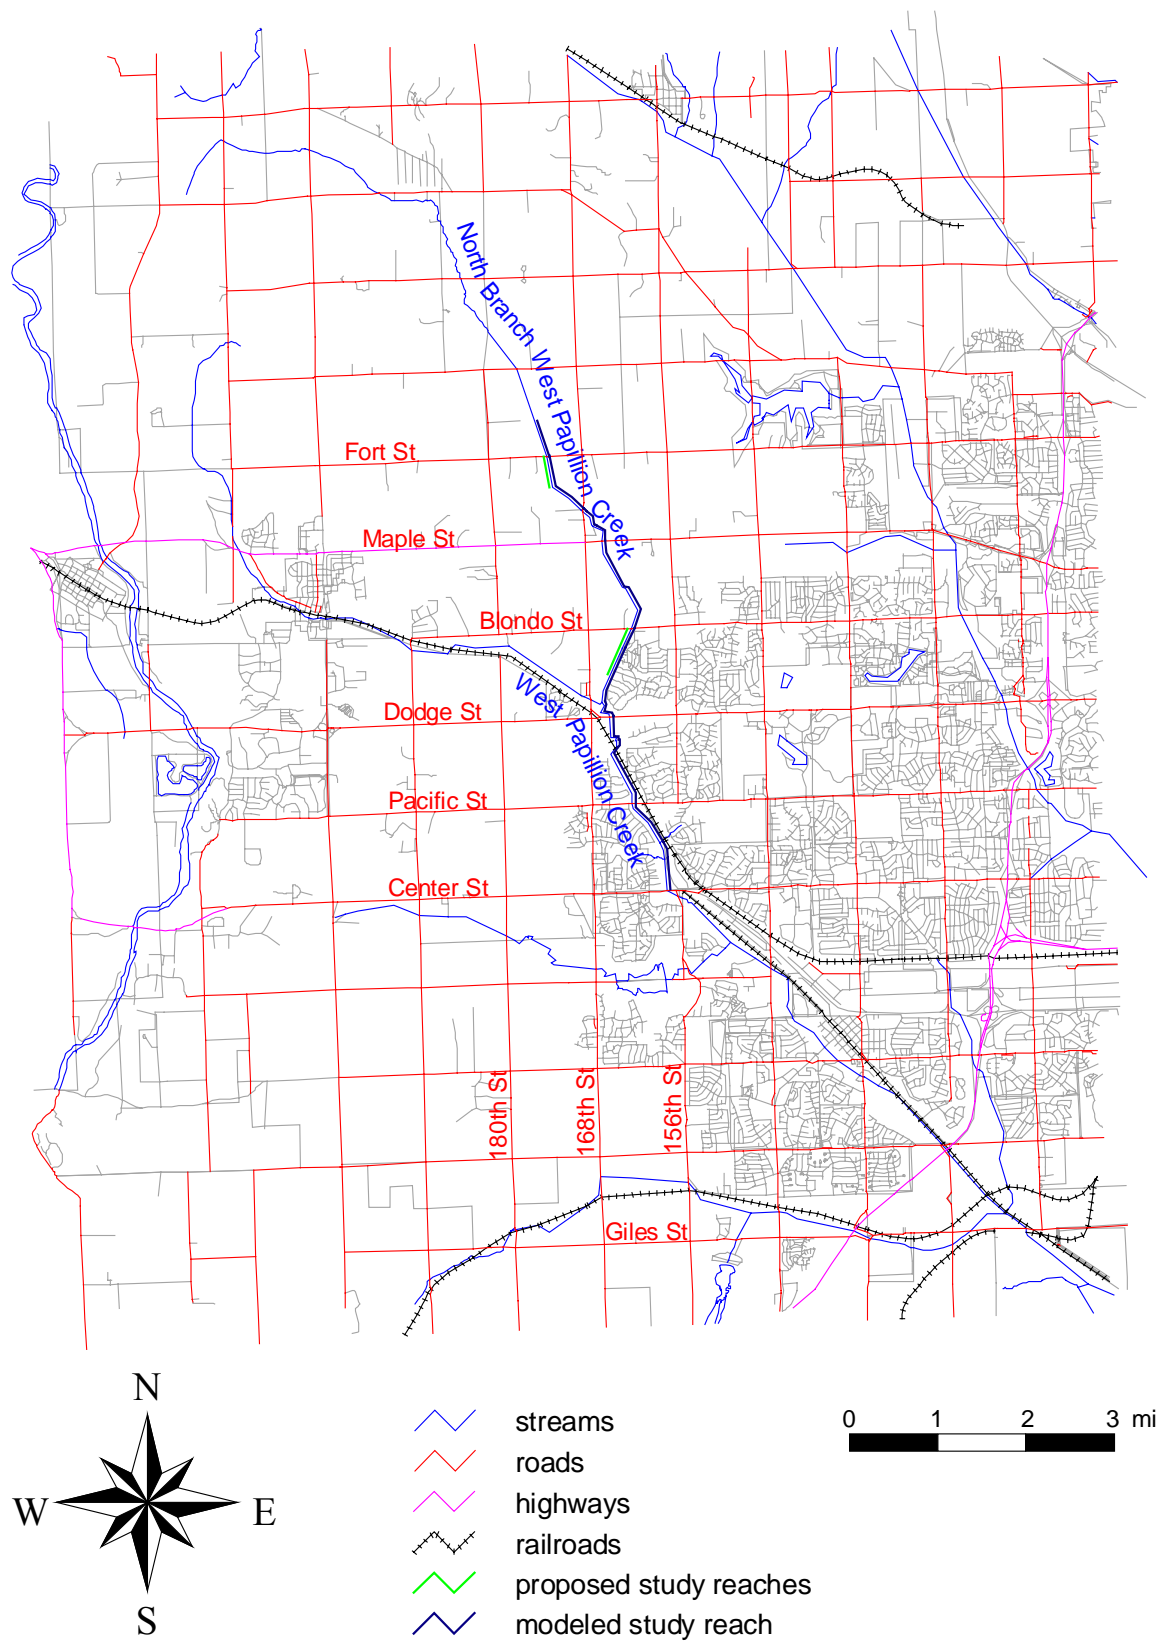 North Branch West Papillion Creek
Fort St
Maple St
Blondo St
West Papillion Creek
Dodge St
Pacific St
Center St
180th St
168th St
156th St
Giles St
N
W
E
S
streams
roads
highways
railroads
proposed study reaches
modeled study reach
0 1 2 3 mi